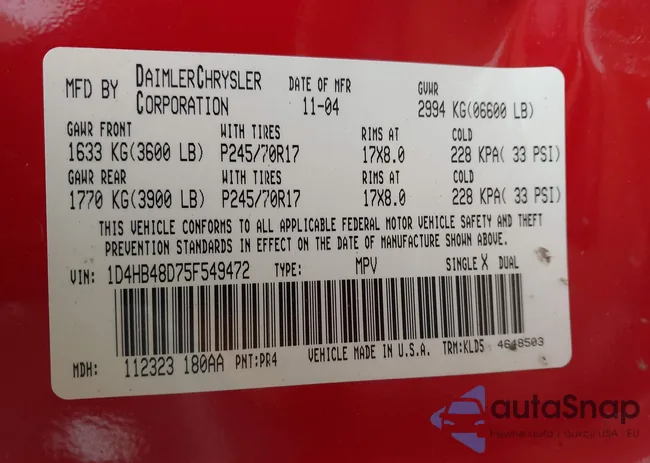 MFD BY DAIMLERCHRYSLER CORPORATION DATE OF MFR 11-04 GVWR 2994 KG(06600 LB)
GAWR FRONT WITH TIRES RIMS AT COLD
1633 KG(3600 LB) P245/70R17 17X8.0 228 KPA( 33 PSI)
GAWR REAR WITH TIRES RIMS AT COLD
1770 KG(3900 LB) P245/70R17 17X8.0 228 KPA( 33 PSI)
THIS VEHICLE CONFORMS TO ALL APPLICABLE FEDERAL MOTOR VEHICLE SAFETY AND THEFT
PREVENTION STANDARDS IN EFFECT ON THE DATE OF MANUFACTURE SHOWN ABOVE.
VIN: 1D4HB48D75F549472 TYPE: MPV SINGLE X DUAL
MDH: 112323 180AA PNT:PR4 VEHICLE MADE IN U.S.A. TRM:KLD5 4648503
autaSnap